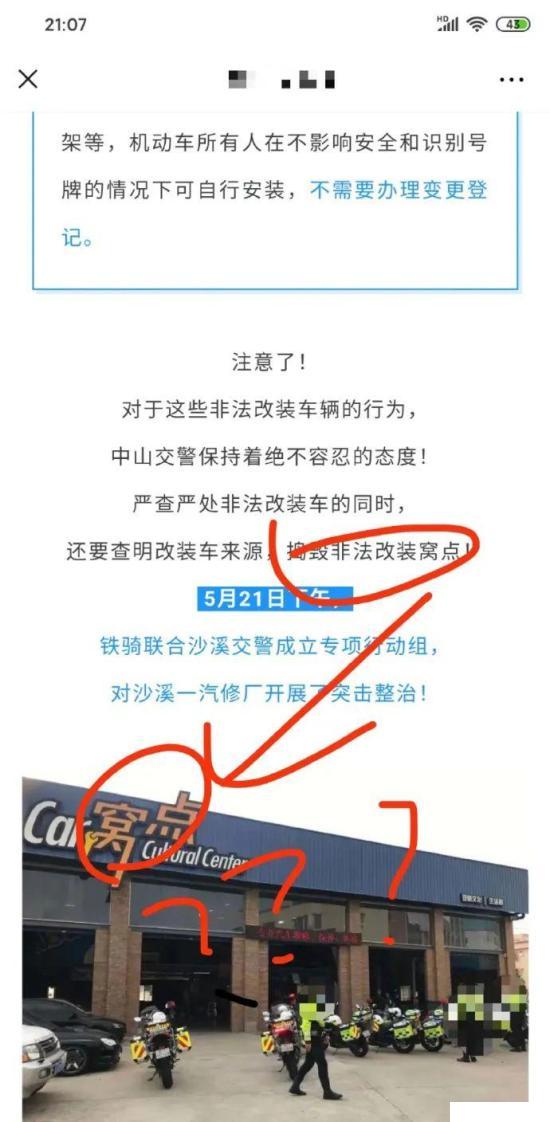 21:07
HD
43
架等，机动车所有人在不影响安全和识别号
牌的情况下可自行安装，不需要办理变更登
记。
注意了！
对于这些非法改装车辆的行为，
中山交警保持着绝不容忍的态度！
严查严处非法改装车的同时，
还要查明改装车来源，捣毁非法改装窝点！
5月21日下午，
铁骑联合沙溪交警成立专项行动组，
对沙溪一汽修厂开展了突击整治！
Car窝点
Cultural Center
? ? ?